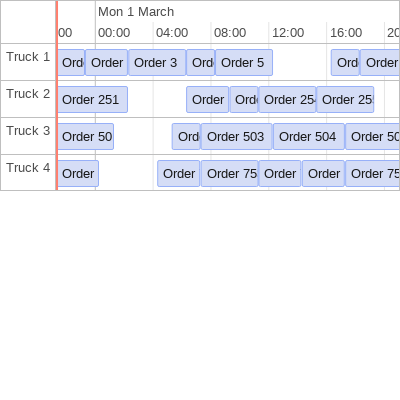 Mon 1 March
00 00:00 04:00 08:00 12:00 16:00 20
Truck 1 Ord Order Order 3 Ord Order 5 Ord Order
Truck 2 Order 251 Order Ord Order 25 Order 25
Truck 3 Order 50 Ord Order 503 Order 504 Order 50
Truck 4 Order Order Order 75 Order Order Order 75